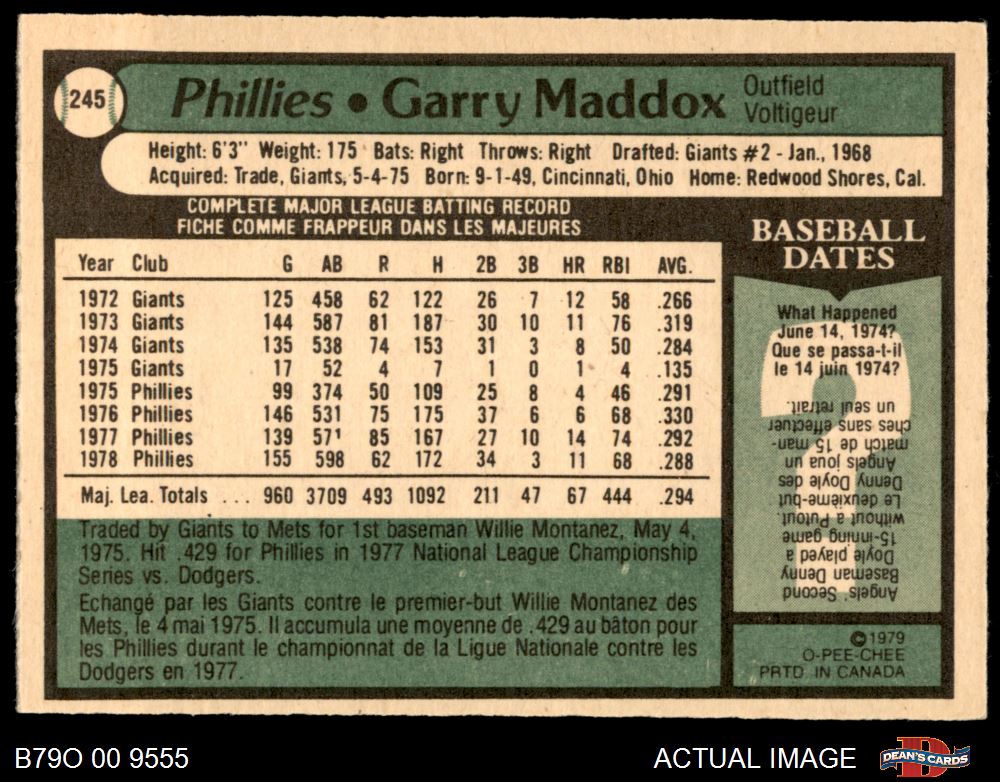 245
Phillies • Garry Maddox
Outfield
Voltigeur
Height: 6'3" Weight: 175 Bats: Right Throws: Right Drafted: Giants #2 - Jan., 1968
Acquired: Trade, Giants, 5-4-75 Born: 9-1-49, Cincinnati, Ohio Home: Redwood Shores, Cal.
COMPLETE MAJOR LEAGUE BATTING RECORD
FICHE COMME FRAPPEUR DANS LES MAJEURES
Year Club G AB R H 2B 3B HR RBI AVG.
1972 Giants 125 458 62 122 26 7 12 58 .266
1973 Giants 144 587 81 187 30 10 11 76 .319
1974 Giants 135 538 74 153 31 3 8 50 .284
1975 Giants 17 52 4 7 1 0 1 4 .135
1975 Phillies 99 374 50 109 25 8 4 46 .291
1976 Phillies 146 531 75 175 37 6 6 68 .330
1977 Phillies 139 571 85 167 27 10 14 74 .292
1978 Phillies 155 598 62 172 34 3 11 68 .288
Maj. Lea. Totals ... 960 3709 493 1092 211 47 67 444 .294
Traded by Giants to Mets for 1st baseman Willie Montanez, May 4,
1975. Hit .429 for Phillies in 1977 National League Championship
Series vs. Dodgers.
Echangé par les Giants contre le premier-but Willie Montanez des
Mets, le 4 mai 1975. Il accumula une moyenne de .429 au bâton pour
les Phillies durant le championnat de la Ligue Nationale contre les
Dodgers en 1977.
BASEBALL
DATES
What Happened
June 14, 1974?
Que se passa-t-il
le 14 juin 1974?
Angels' Second
Baseman Denny
Doyle played a
15-inning game
without a Putout
Le deuxième-but
Denny Doyle des
Angels joua un
match de 15 man-
ches sans effectuer
un seul retrait.
©1979
O-PEE-CHEE
PRTD IN CANADA
B79O 00 9555
ACTUAL IMAGE
DEAN'S CARDS